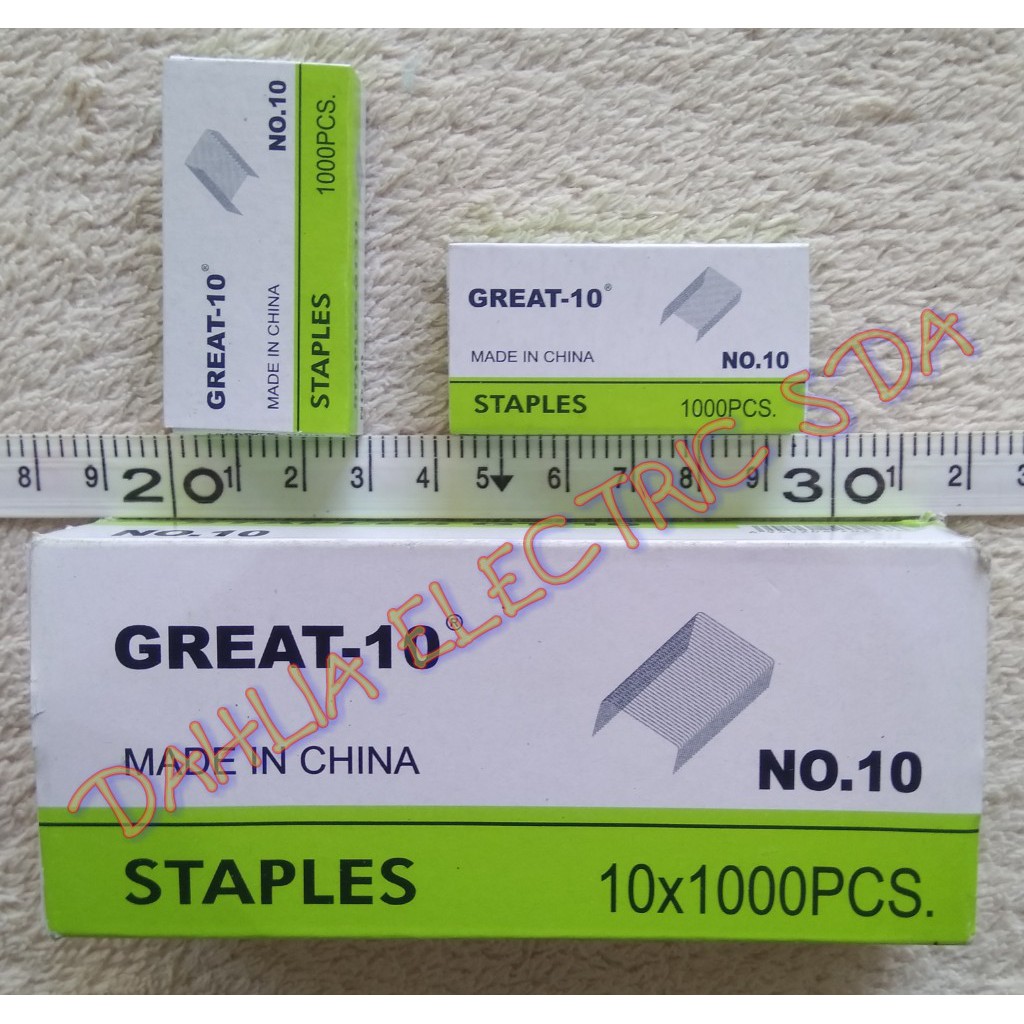 GREAT-10®
NO.10
MADE IN CHINA
STAPLES
1000PCS.
GREAT-10®
MADE IN CHINA
NO.10
STAPLES
1000PCS.
8 9 20 1 2 3 4 5 6 7 8 9 30 1 2 3
NO.10
GREAT-10®
MADE IN CHINA
NO.10
STAPLES
10x1000PCS.
DAHLIA ELECTRIC SDA